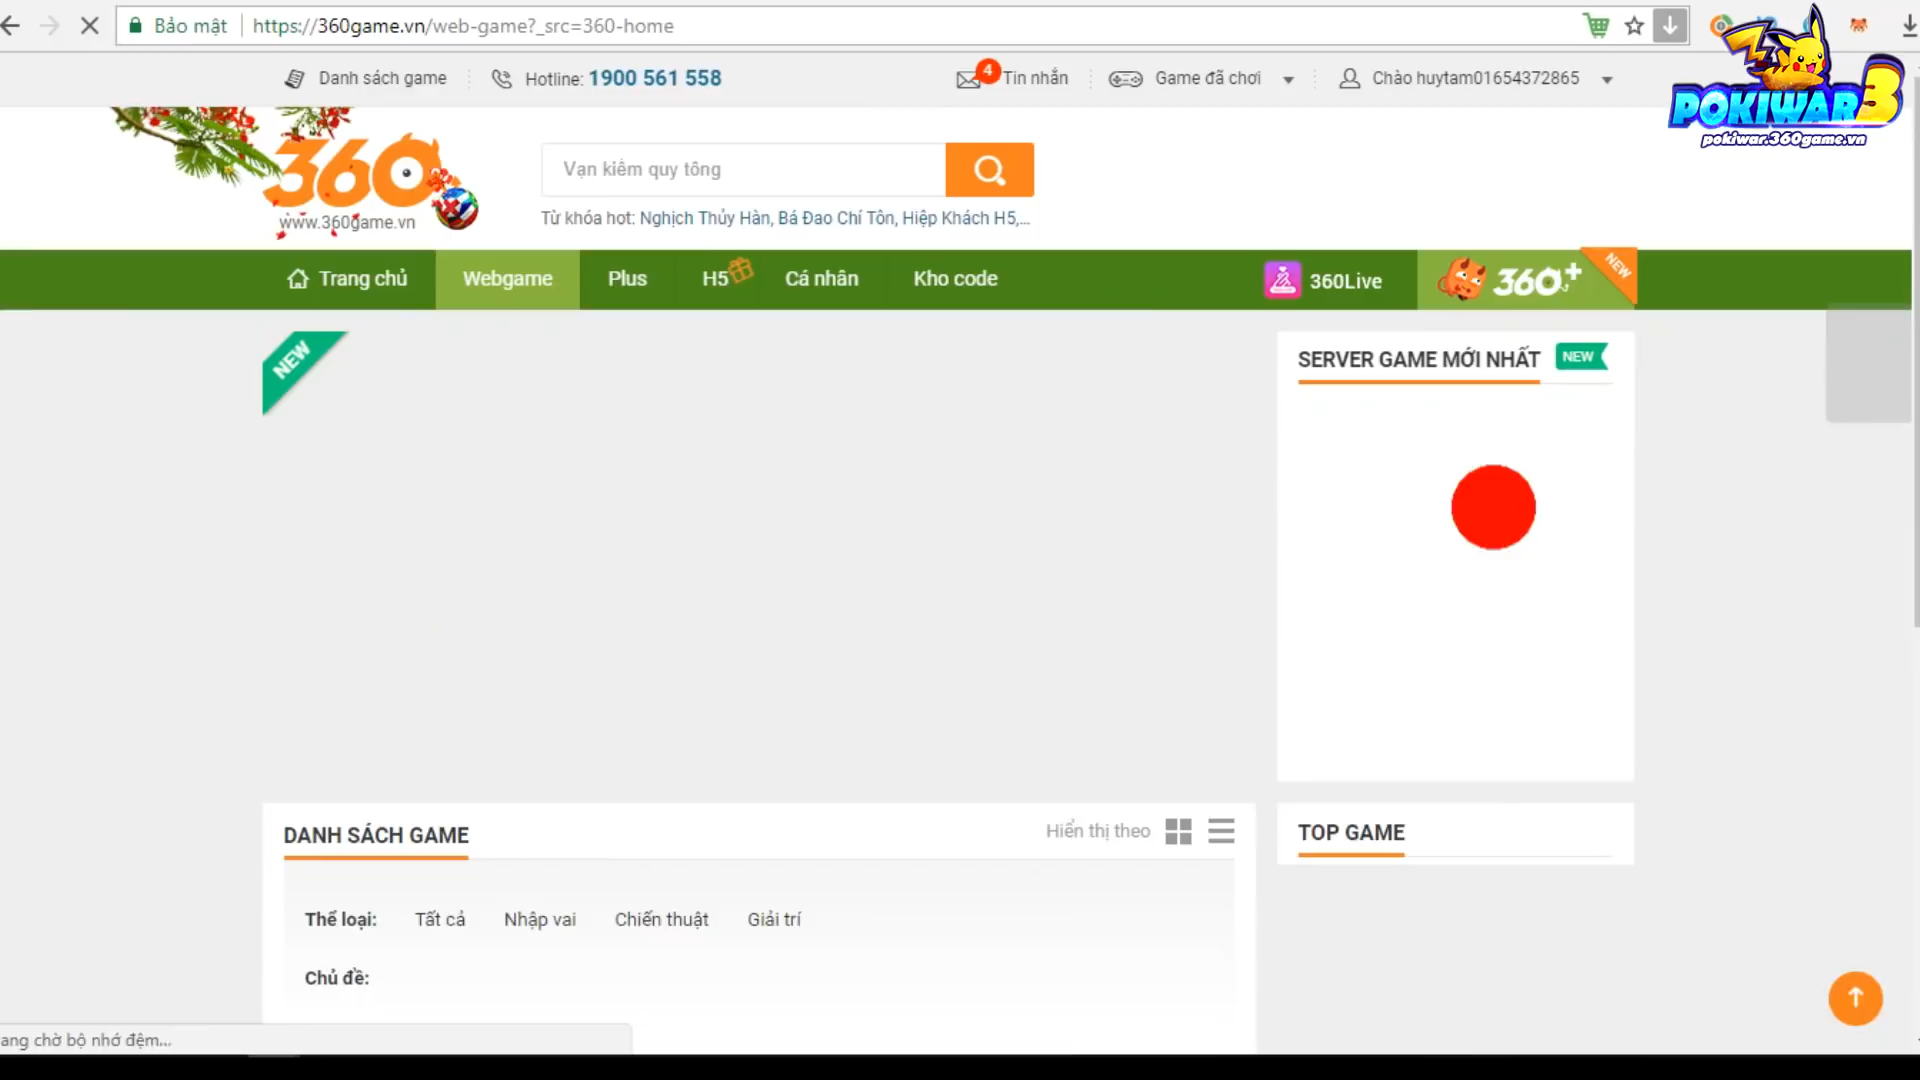 Bảo mật https://360game.vn/web-game?_src=360-home
Danh sách game
Hotline: 1900 561 558
4
Tin nhắn
Game đã chơi
Chào huytam01654372865
POKIWAR 3
pokiwar.360game.vn
360
www.360game.vn
Vạn kiếm quy tông
Từ khóa hot: Nghịch Thủy Hàn, Bá Đao Chí Tôn, Hiệp Khách H5,...
Trang chủ
Webgame
Plus
H5
Cá nhân
Kho code
360Live
360+
NEW
NEW
SERVER GAME MỚI NHẤT
NEW
DANH SÁCH GAME
Hiển thị theo
TOP GAME
Thể loại: Tất cả Nhập vai Chiến thuật Giải trí
Chủ đề:
ang chờ bộ nhớ đệm...